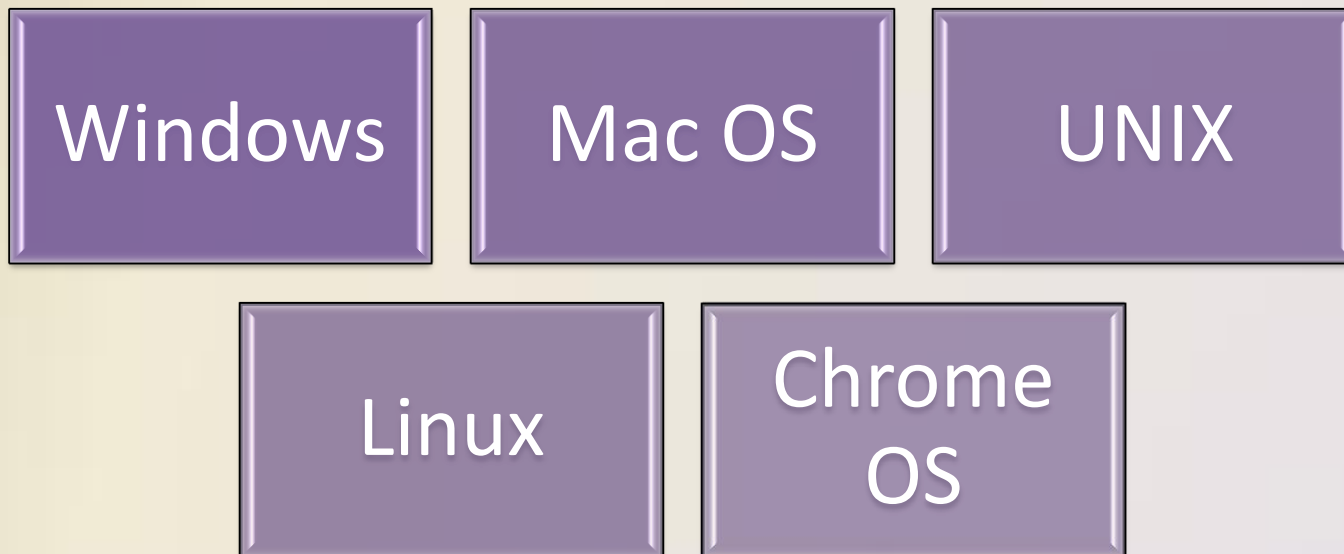 Windows
Mac OS
UNIX
Linux
Chrome
OS